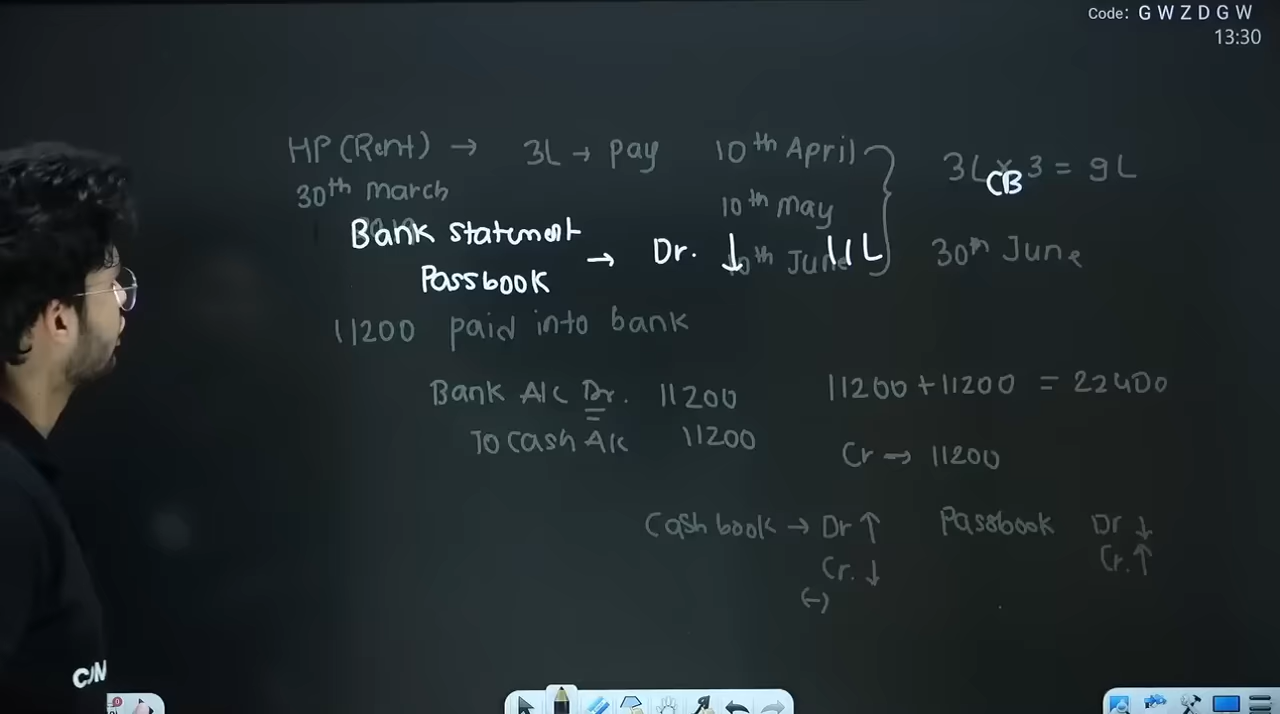 Code: G W Z D G W
13:30
HP (Rent) → 3L → pay 10th April 3L × 3 = 9L
30th March CB
10th May
Bank statement → Dr. ↓ 10th June 111L 30th June
Passbook
11200 paid into bank
Bank A/c Dr. 11200 11200 + 11200 = 22400
To Cash A/c 11200
Cr → 11200
Cash book → Dr ↑ Passbook Dr ↓
Cr. ↓ Cr. ↑
(-)